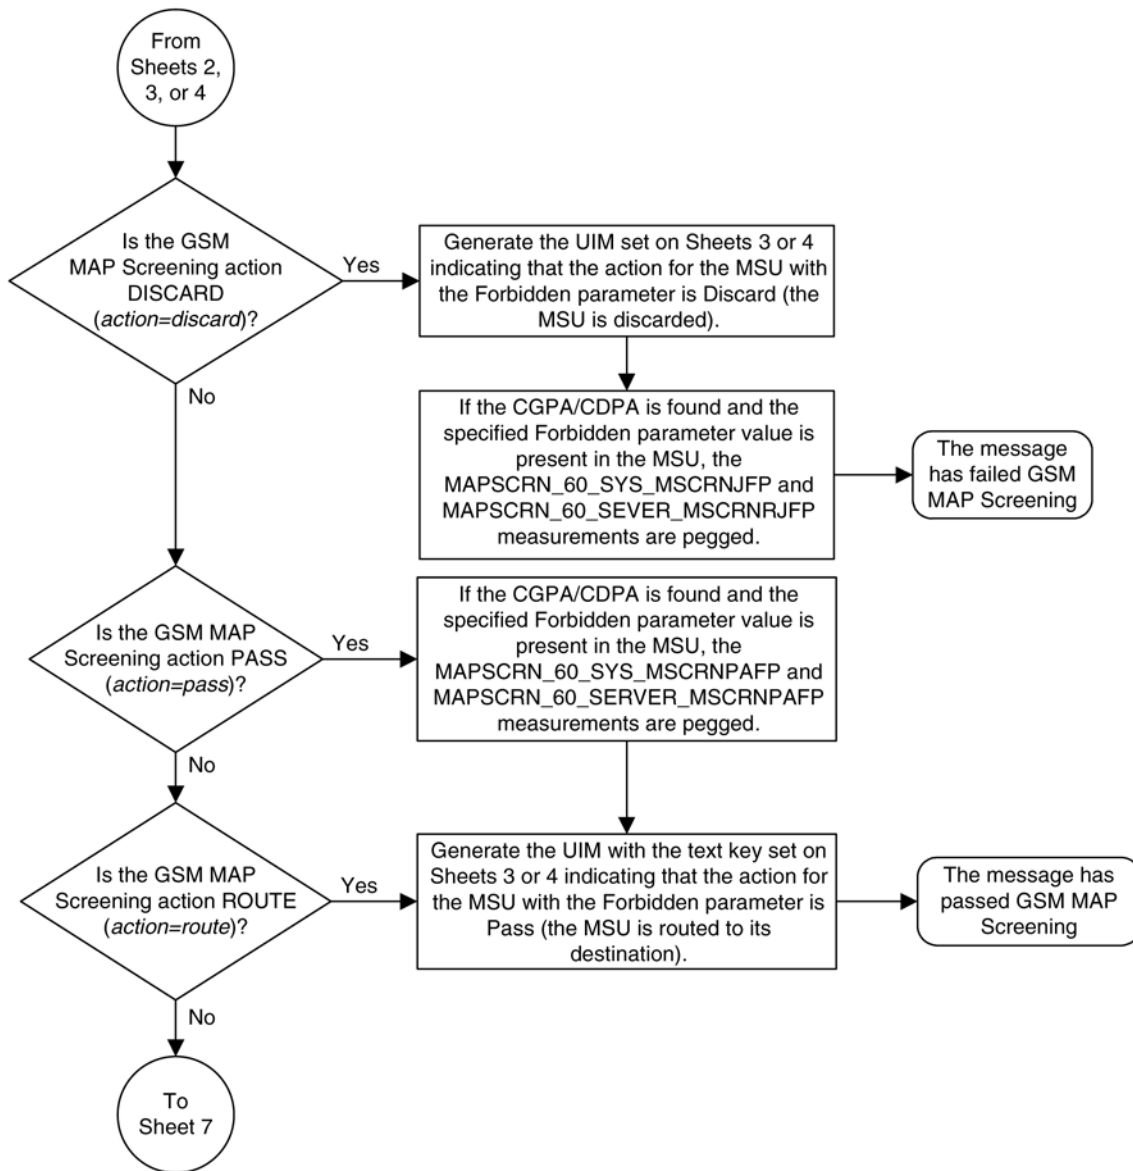 From
Sheets 2,
3, or 4
Is the GSM
MAP Screening action
DISCARD
(action=discard)?
Yes
Generate the UIM set on Sheets 3 or 4
indicating that the action for the MSU with
the Forbidden parameter is Discard (the
MSU is discarded).
No
If the CGPA/CDPA is found and the
specified Forbidden parameter value is
present in the MSU, the
MAPSCRN_60_SYS_MSCRNJFP and
MAPSCRN_60_SEVER_MSCRNRJFP
measurements are pegged.
The message
has failed GSM
MAP Screening
Is the GSM MAP
Screening action PASS
(action=pass)?
Yes
If the CGPA/CDPA is found and the
specified Forbidden parameter value is
present in the MSU, the
MAPSCRN_60_SYS_MSCRNPAFP and
MAPSCRN_60_SERVER_MSCRNPAFP
measurements are pegged.
No
Is the GSM MAP
Screening action ROUTE
(action=route)?
Yes
Generate the UIM with the text key set on
Sheets 3 or 4 indicating that the action for
the MSU with the Forbidden parameter is
Pass (the MSU is routed to its
destination).
The message has
passed GSM MAP
Screening
No
To
Sheet 7